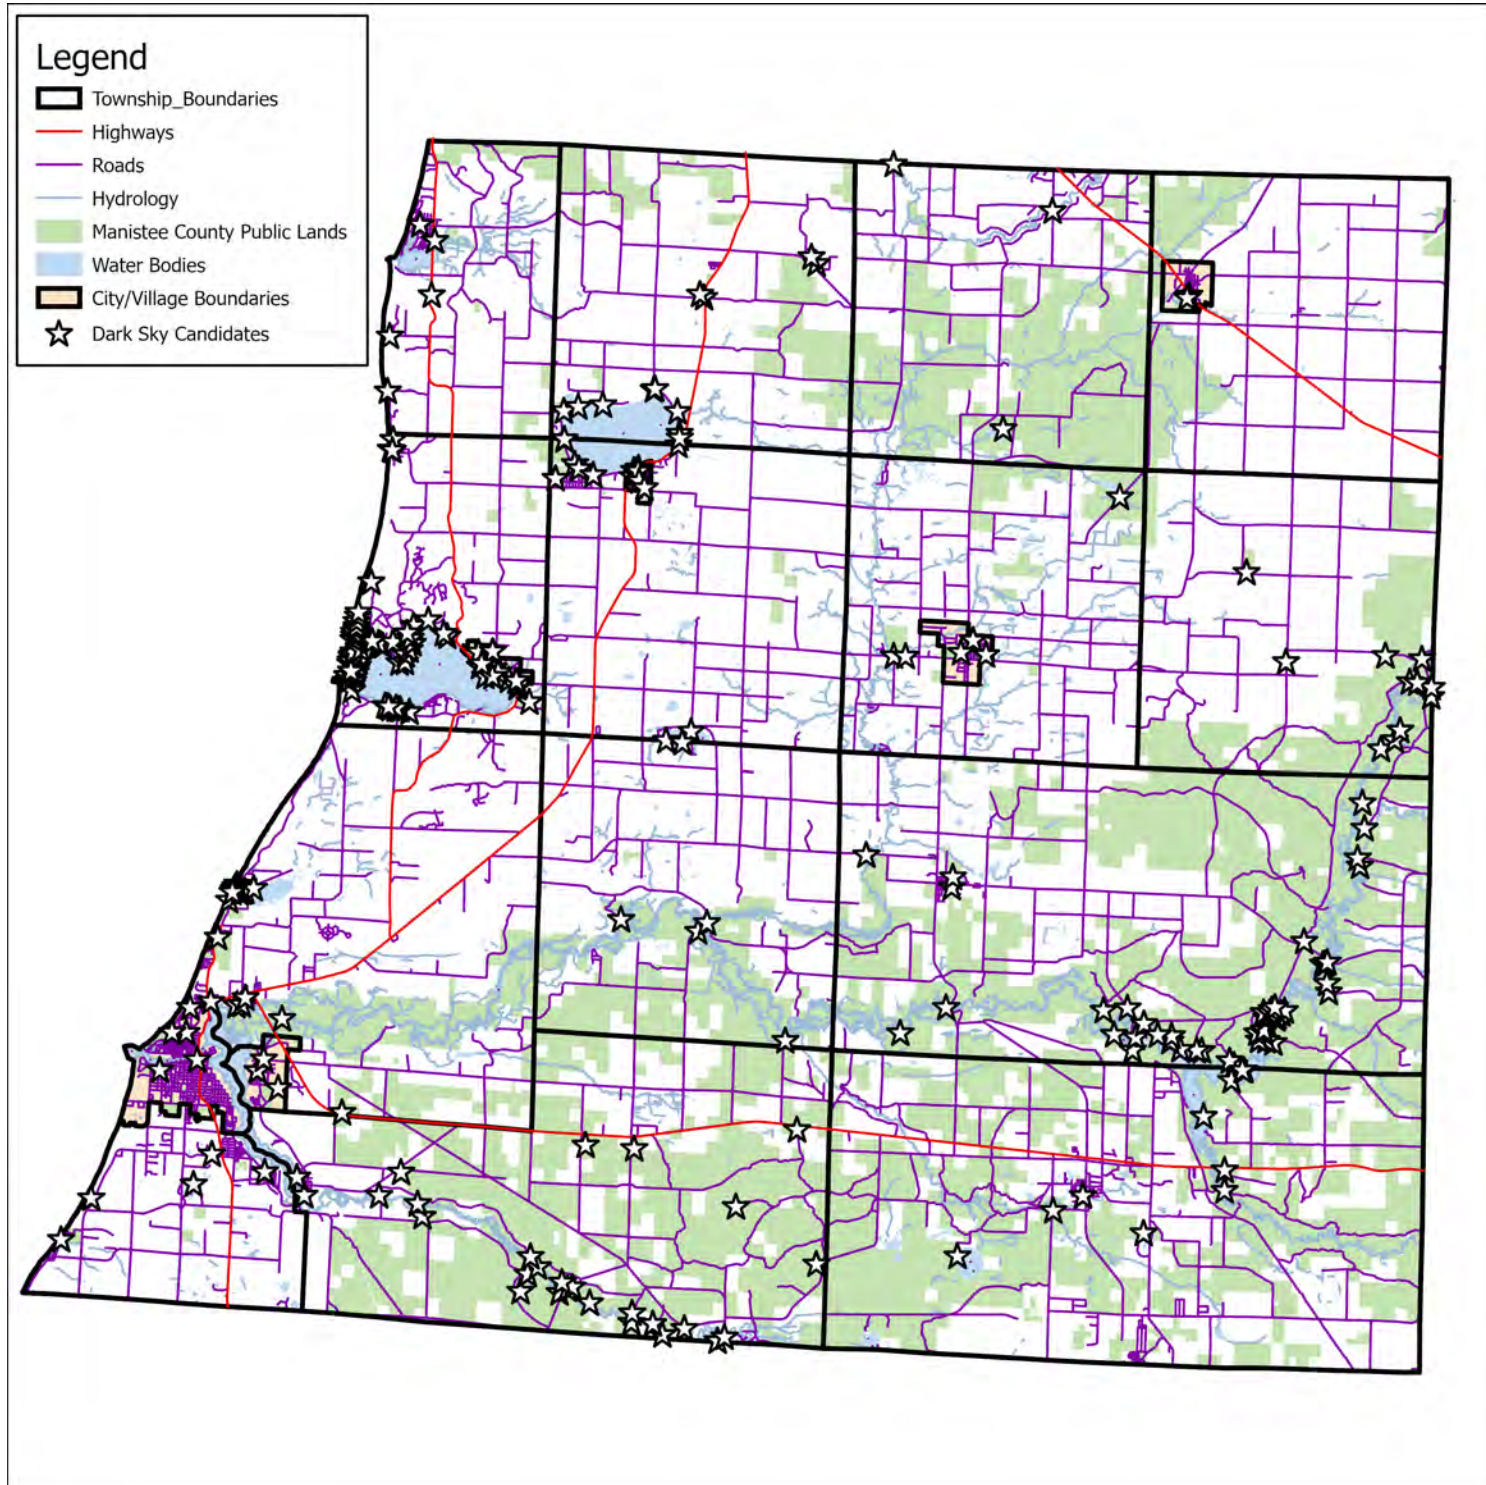 Legend
Township_Boundaries
Highways
Roads
Hydrology
Manistee County Public Lands
Water Bodies
City/Village Boundaries
Dark Sky Candidates